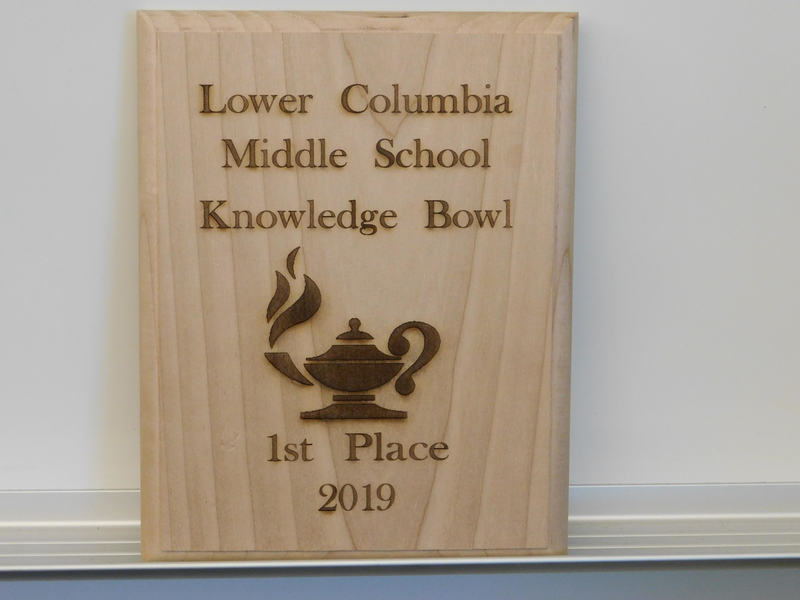 Lower Columbia
Middle School
Knowledge Bowl
1st Place
2019